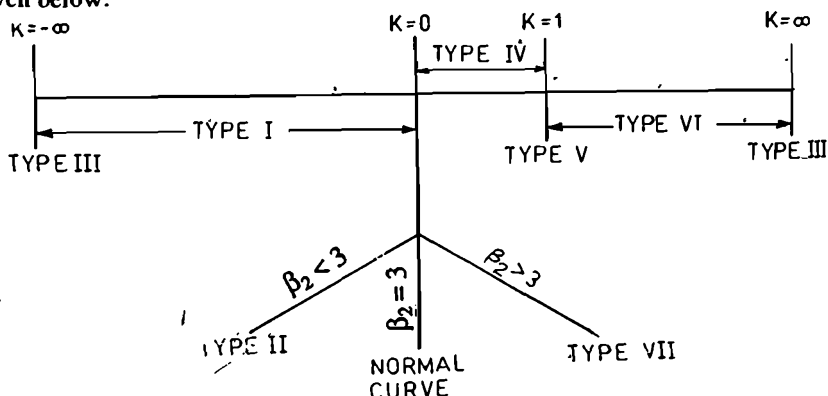 below.
K=-∞ K=0 K=1 K=∞
TYPE IV
TYPE I TYPE VI
TYPE III TYPE V TYPE III
β₂<3 β₂=3 β₂>3
TYPE II NORMAL CURVE TYPE VII